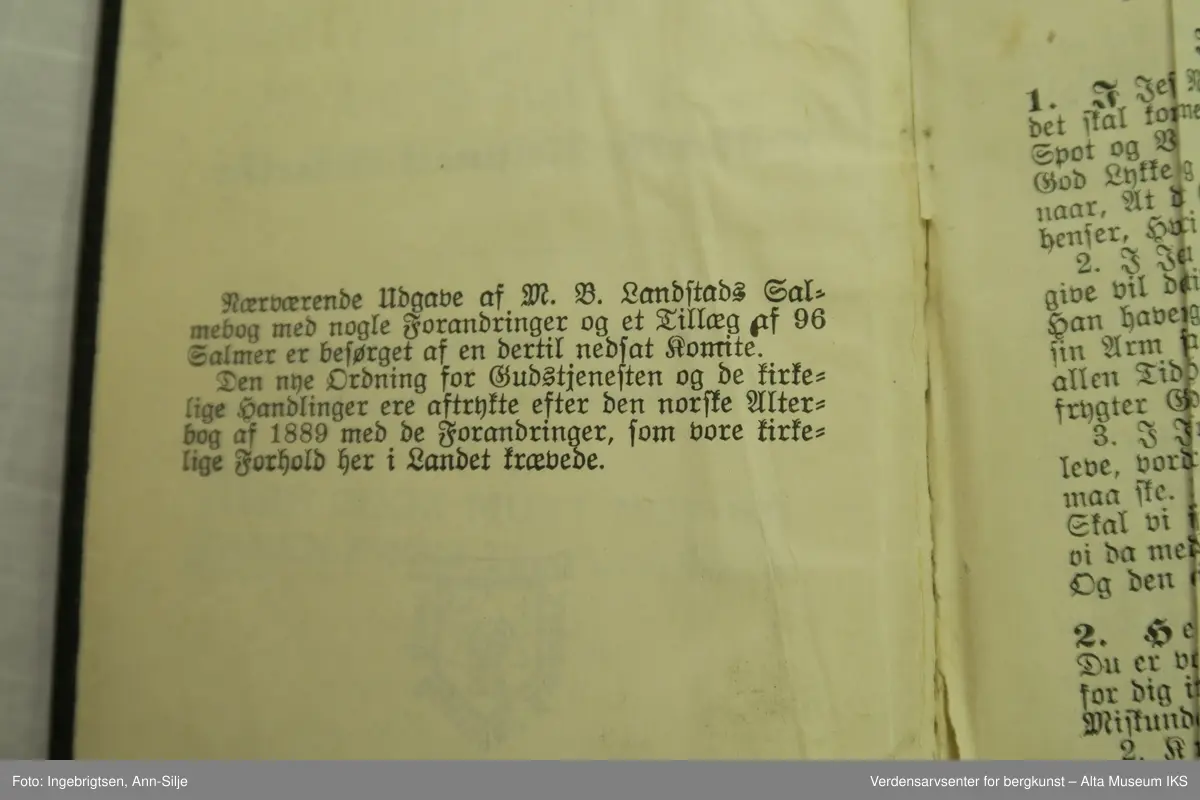 Nærværende Udgave af M. B. Landstads Sal-
mebog med nogle Forandringer og et Tillæg af 96
Salmer er besørget af en dertil nedsat Komite.
Den nye Ordning for Gudstjenesten og de kirke-
lige Handlinger ere aftrykte efter den norske Alter-
bog af 1889 med de Forandringer, som vore kirke-
lige Forhold her i Landet krævede.
1. I Jes
det skal komme
Spot og
God Lykke
naar, At
henser,
2. I
give vil
Han haver
sin Arm
allen
frygter
3. I
leve,
maa ske.
Skal vi
vi da med
Og den
2.
Du er
for dig
2.
Foto: Ingebrigtsen, Ann-Silje
Verdensarvsenter for bergkunst – Alta Museum IKS